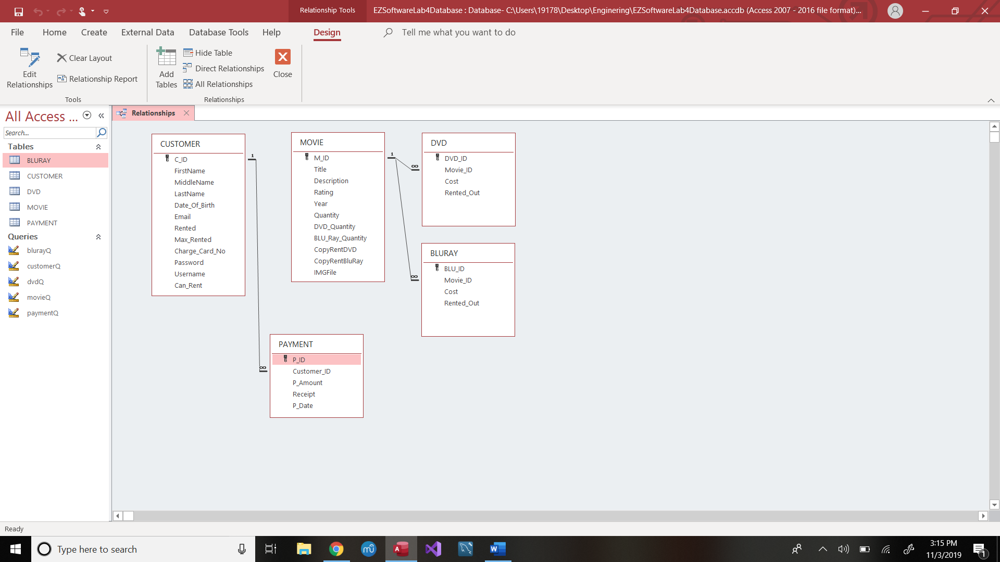 Relationship Tools
EZSoftwareLab4Database : Database- C:\Users\19178\Desktop\Enginering\EZSoftwareLab4Database.accdb (Access 2007 - 2016 file format)...
File Home Create External Data Database Tools Help Design Tell me what you want to do
Edit Relationships
Clear Layout
Relationship Report
Tools
Add Tables
Hide Table
Direct Relationships
All Relationships
Close
Relationships
All Access ...
Search...
Tables
BLURAY
CUSTOMER
DVD
MOVIE
PAYMENT
Queries
blurayQ
customerQ
dvdQ
movieQ
paymentQ
Relationships
CUSTOMER
C_ID
FirstName
MiddleName
LastName
Date_Of_Birth
Email
Rented
Max_Rented
Charge_Card_No
Password
Username
Can_Rent
1
∞
MOVIE
M_ID
Title
Description
Rating
Year
Quantity
DVD_Quantity
BLU_Ray_Quantity
CopyRentDVD
CopyRentBluRay
IMGFile
1
∞
∞
DVD
DVD_ID
Movie_ID
Cost
Rented_Out
BLURAY
BLU_ID
Movie_ID
Cost
Rented_Out
PAYMENT
P_ID
Customer_ID
P_Amount
Receipt
P_Date
Ready
Type here to search
mü
A
W
3:15 PM
11/3/2019
1